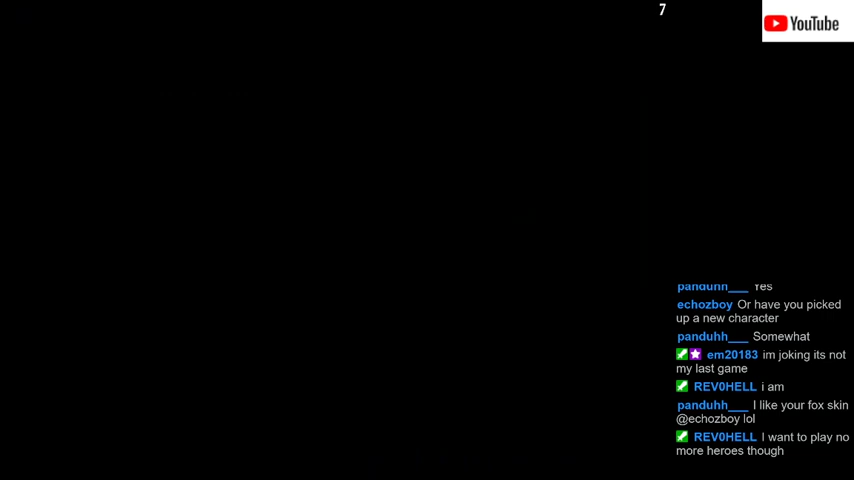 7
YouTube
panduhh___ Yes
echozboy Or have you picked
up a new character
panduhh___ Somewhat
em20183 im joking its not
my last game
REV0HELL i am
panduhh___ I like your fox skin
@echozboy lol
REV0HELL I want to play no
more heroes though